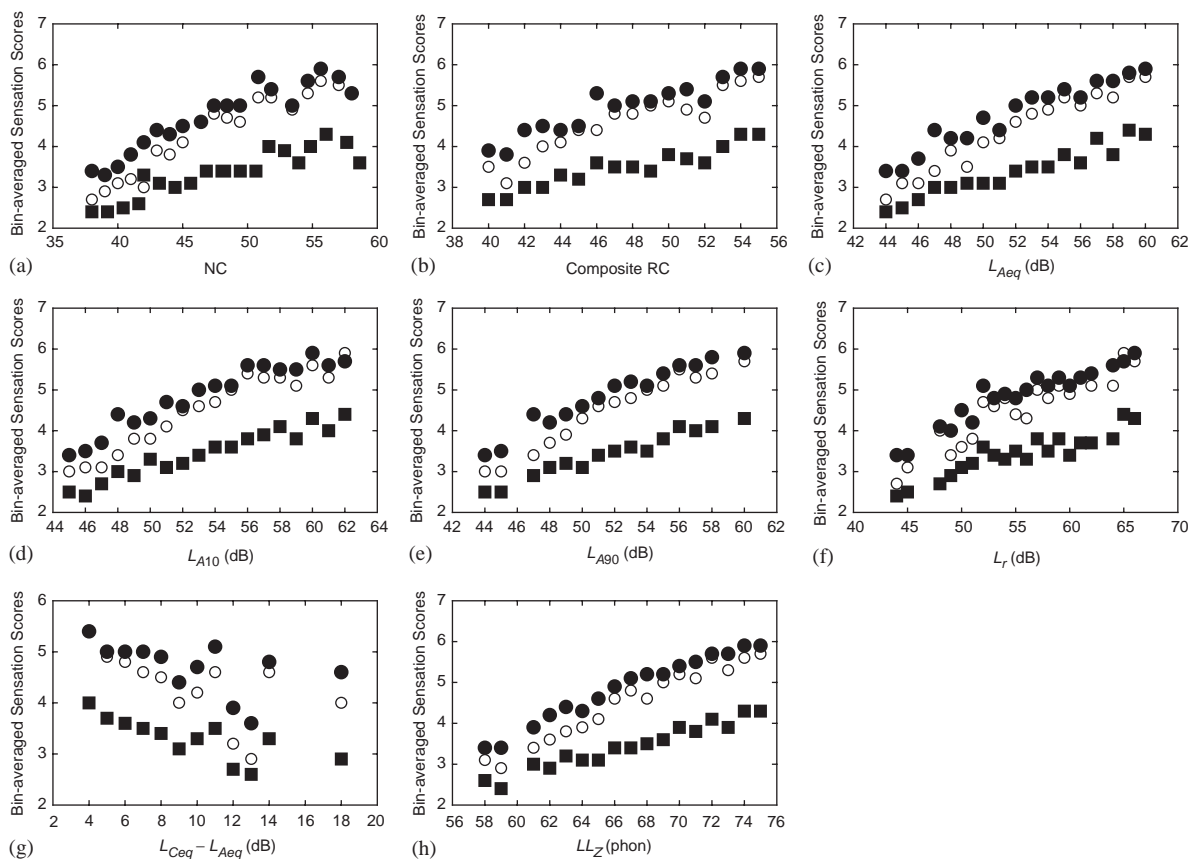 Bin-averaged Sensation Scores
7
6
5
4
3
2
35 40 45 50 55 60
(a) NC
Bin-averaged Sensation Scores
7
6
5
4
3
2
38 40 42 44 46 48 50 52 54 56
(b) Composite RC
Bin-averaged Sensation Scores
7
6
5
4
3
2
42 44 46 48 50 52 54 56 58 60 62
(c) LAeq (dB)
Bin-averaged Sensation Scores
7
6
5
4
3
2
44 46 48 50 52 54 56 58 60 62 64
(d) LA10 (dB)
Bin-averaged Sensation Scores
7
6
5
4
3
2
42 44 46 48 50 52 54 56 58 60 62
(e) LA90 (dB)
Bin-averaged Sensation Scores
7
6
5
4
3
2
40 45 50 55 60 65 70
(f) Lr (dB)
Bin-averaged Sensation Scores
6
5
4
3
2
2 4 6 8 10 12 14 16 18 20
(g) LCeq – LAeq (dB)
Bin-averaged Sensation Scores
7
6
5
4
3
2
56 58 60 62 64 66 68 70 72 74 76
(h) LLZ (phon)